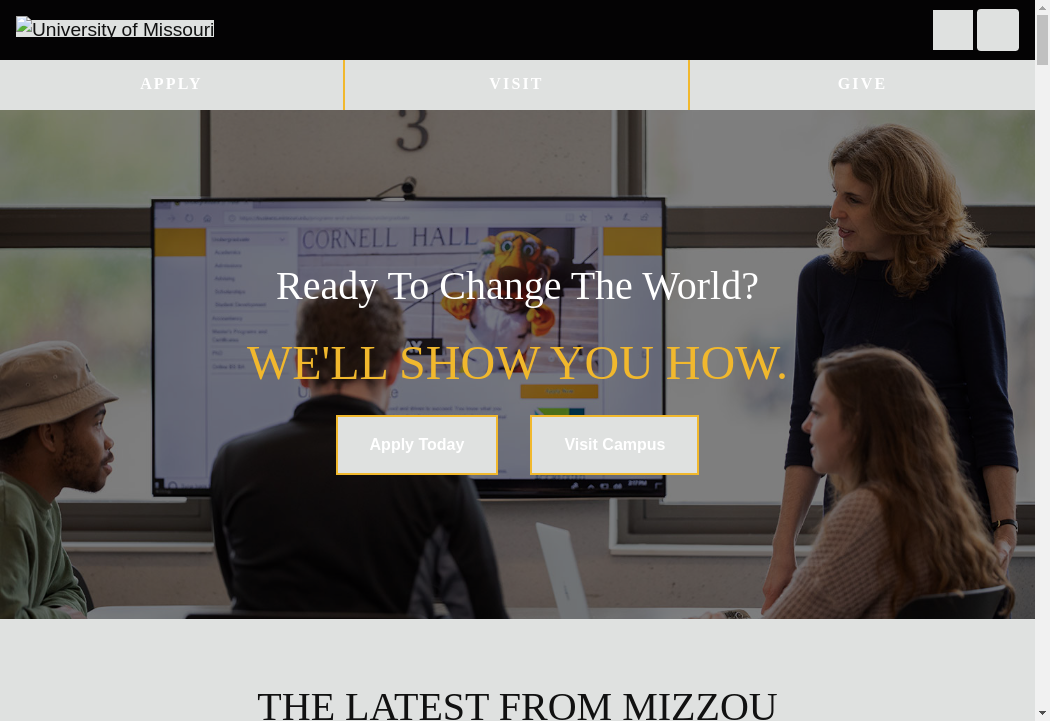 University of Missouri
APPLY
VISIT
GIVE
3
CORNELL HALL
Ready To Change The World?
WE'LL SHOW YOU HOW.
Apply Today
Visit Campus
THE LATEST FROM MIZZOU